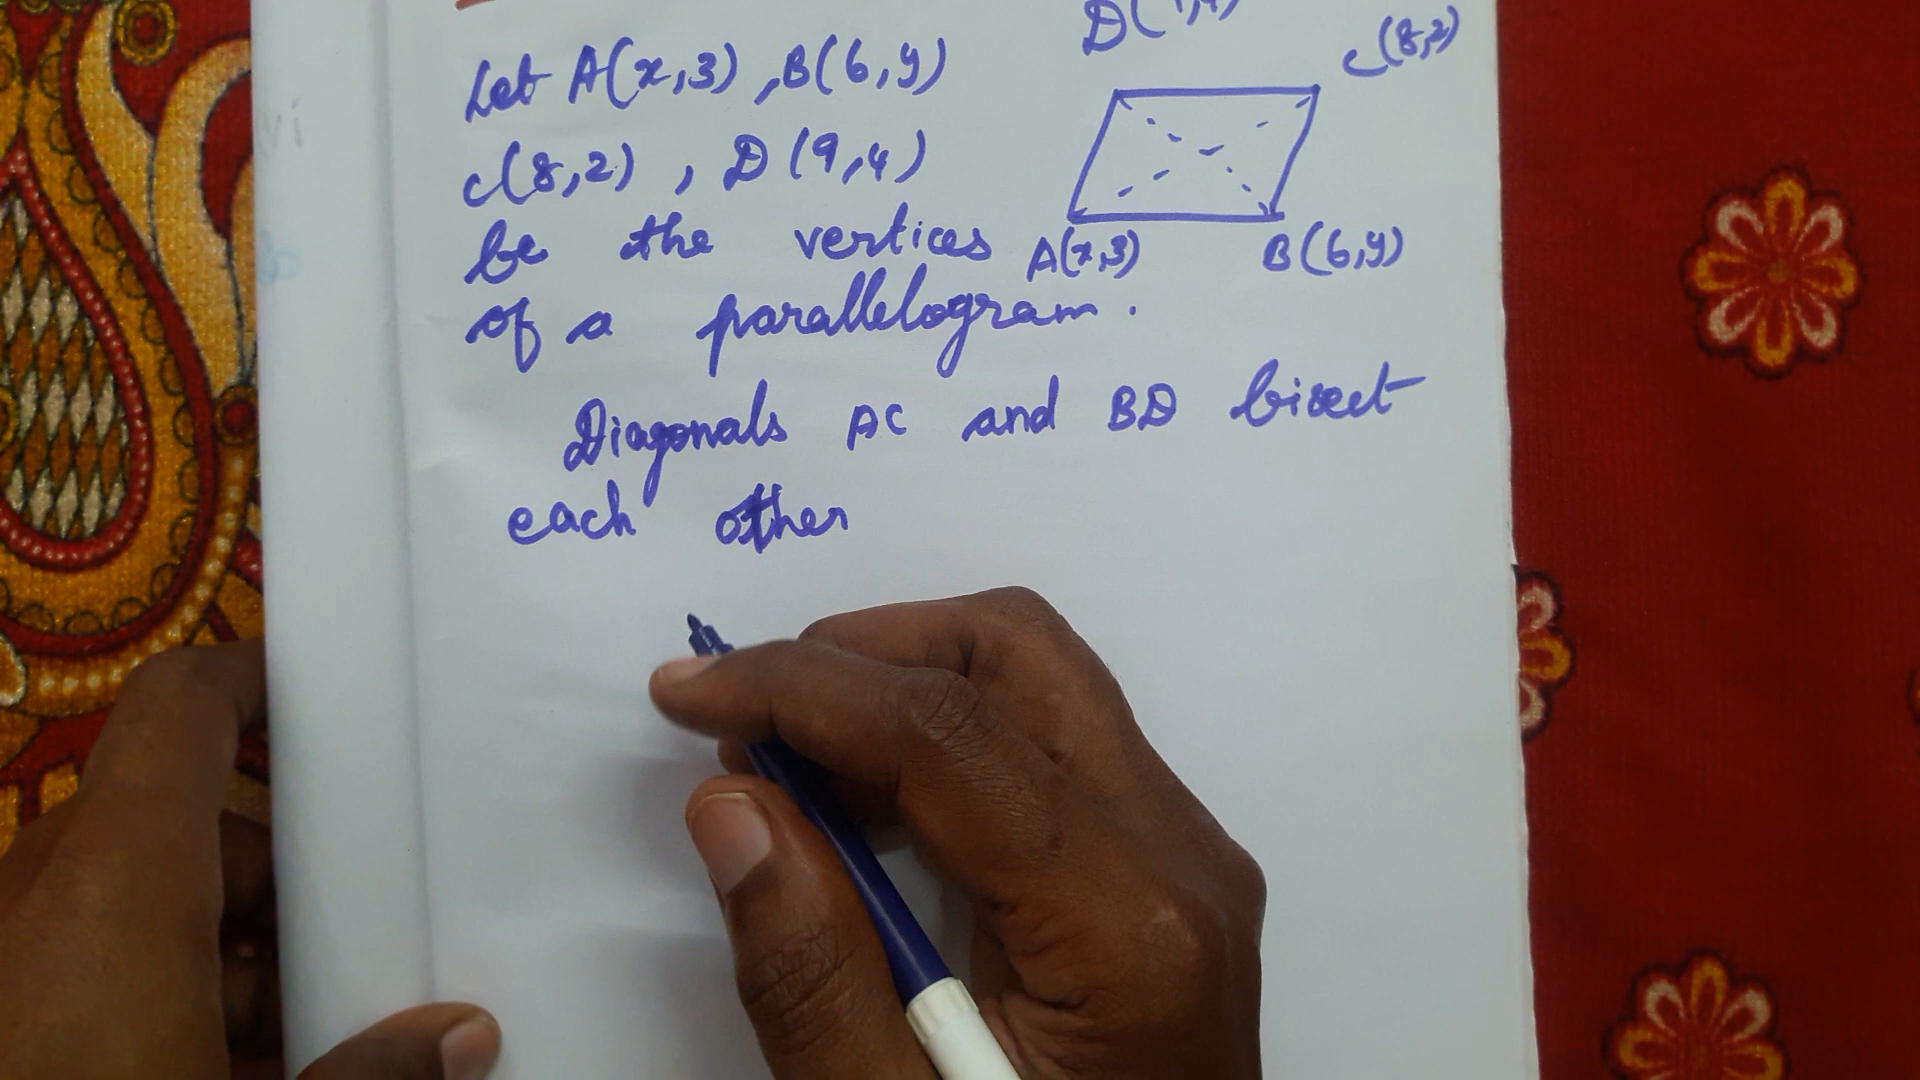 Let A(x,3) , B(6,y)
C(8,2) , D(9,4)
be the vertices
of a parallelogram.
Diagonals AC and BD bisect
each other
C(8,2)
A(x,3)
B(6,y)